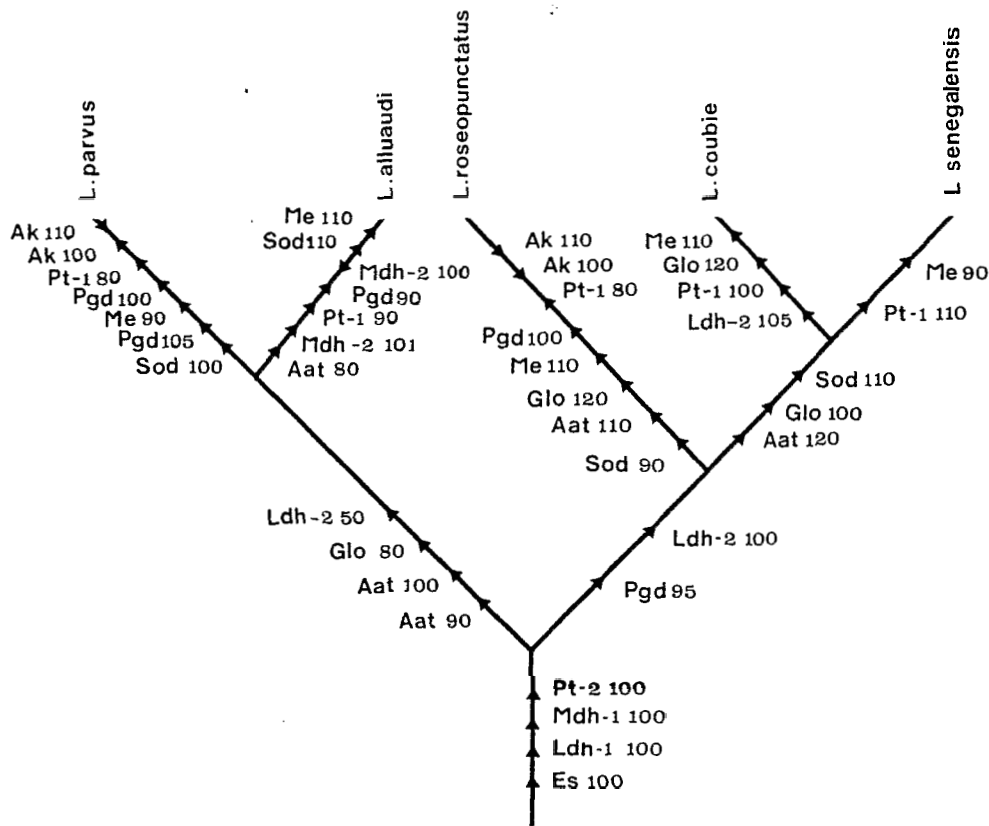 L.parvus
L.alluaudi
L.roseopunctatus
L.coubie
L senegalensis
Ak 110
Ak 100
Pt-1 80
Pgd 100
Me 90
Pgd 105
Sod 100
Me 110
Sod 110
Mdh-2 100
Pgd 90
Pt-1 90
Mdh-2 101
Aat 80
Ak 110
Ak 100
Pt-1 80
Pgd 100
Me 110
Glo 120
Aat 110
Sod 90
Me 110
Glo 120
Pt-1 100
Ldh-2 105
Me 90
Pt-1 110
Sod 110
Glo 100
Aat 120
Ldh-2 50
Glo 80
Aat 100
Aat 90
Ldh-2 100
Pgd 95
Pt-2 100
Mdh-1 100
Ldh-1 100
Es 100